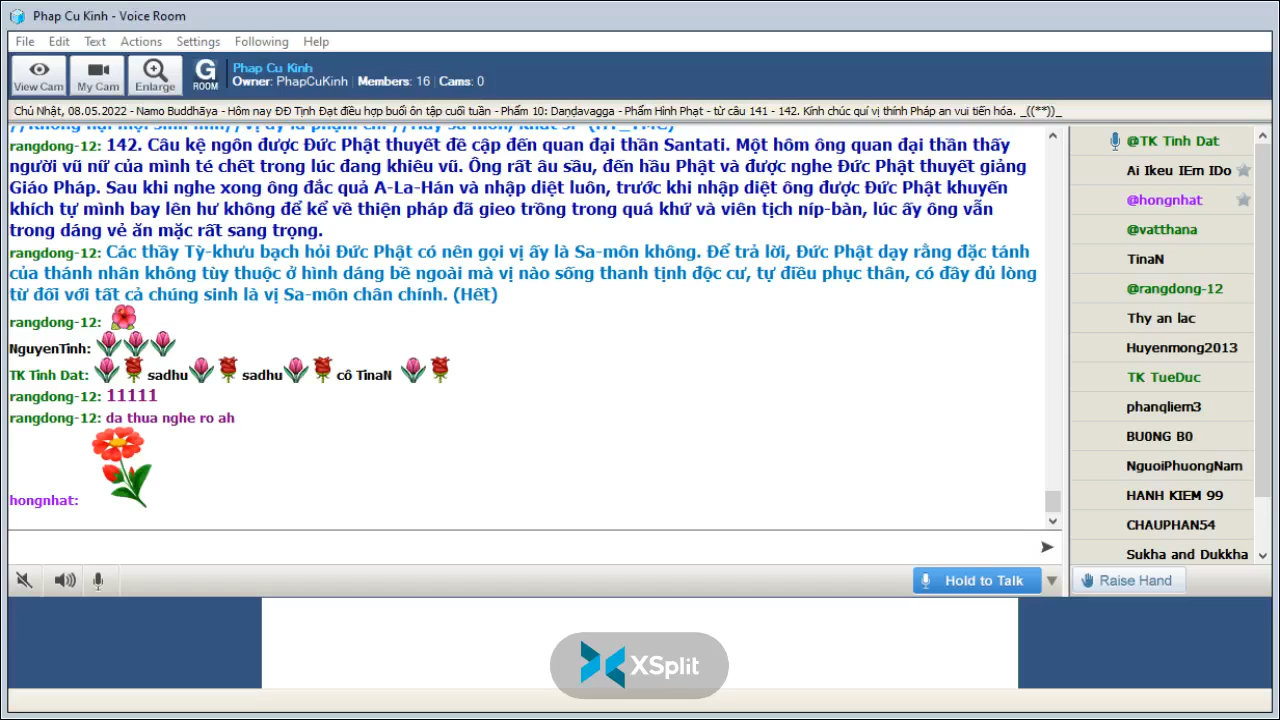 Phap Cu Kinh - Voice Room
File Edit Text Actions Settings Following Help
View Cam My Cam Enlarge G ROOM
Phap Cu Kinh
Owner: PhapCuKinh | Members: 16 | Cams: 0
Chủ Nhật, 08.05.2022 - Namo Buddhāya - Hôm nay ĐĐ Tịnh Đạt điều hợp buổi ôn tập cuối tuần - Phẩm 10: Daṇḍavagga - Phẩm Hình Phạt - từ câu 141 - 142. Kính chúc quí vị thính Pháp an vui tiến hóa. _((**))_
rangdong-12: 142. Câu kệ ngôn được Đức Phật thuyết đề cập đến quan đại thần Santati. Một hôm ông quan đại thần thấy
người vũ nữ của mình té chết trong lúc đang khiêu vũ. Ông rất âu sầu, đến hầu Phật và được nghe Đức Phật thuyết giảng
Giáo Pháp. Sau khi nghe xong ông đắc quả A-La-Hán và nhập diệt luôn, trước khi nhập diệt ông được Đức Phật khuyến
khích tự mình bay lên hư không để kể về thiện pháp đã gieo trồng trong quá khứ và viên tịch níp-bàn, lúc ấy ông vẫn
trong dáng vẻ ăn mặc rất sang trọng.
rangdong-12: Các thầy Tỳ-khưu bạch hỏi Đức Phật có nên gọi vị ấy là Sa-môn không. Để trả lời, Đức Phật dạy rằng đặc tánh
của thánh nhân không tùy thuộc ở hình dáng bề ngoài mà vị nào sống thanh tịnh độc cư, tự điều phục thân, có đầy đủ lòng
từ đối với tất cả chúng sinh là vị Sa-môn chân chính. (Hết)
rangdong-12:
NguyenTinh:
TK Tinh Dat: sadhu sadhu cô TinaN
rangdong-12: 11111
rangdong-12: da thua nghe ro ah
hongnhat:
@TK Tinh Dat
Ai Ikeu IEm IDo
@hongnhat
@vatthana
TinaN
@rangdong-12
Thy an lac
Huyenmong2013
TK TueDuc
phanqliem3
BU0NG B0
NguoiPhuongNam
HANH KIEM 99
CHAUPHAN54
Sukha and Dukkha
Hold to Talk
Raise Hand
XSplit